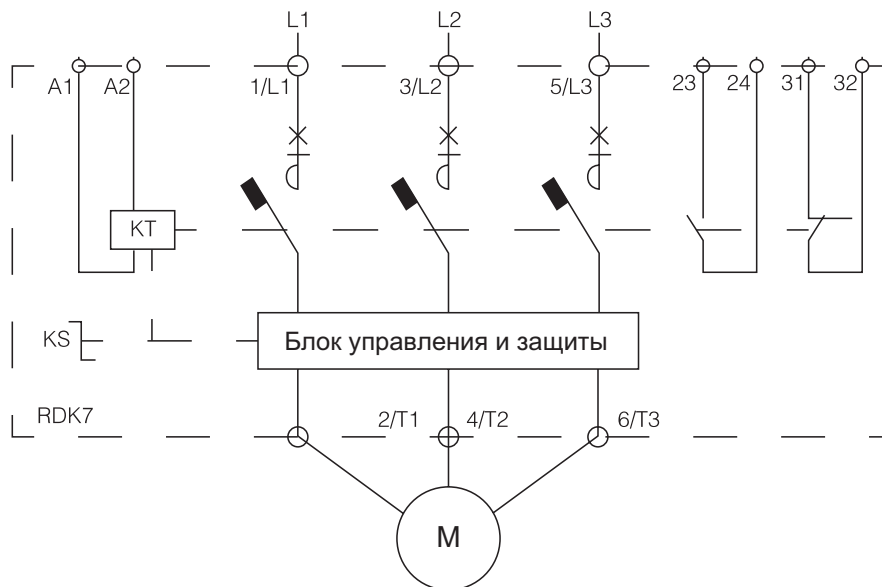 L1 L2 L3
A1 A2 1/L1 3/L2 5/L3 23 24 31 32
KT
KS
Блок управления и защиты
RDK7 2/T1 4/T2 6/T3
M